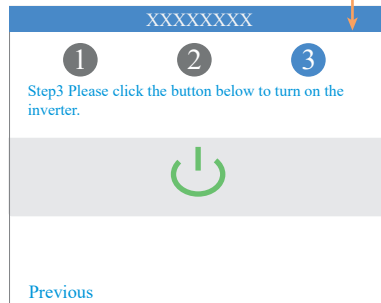 XXXXXXXX
1 2 3
Step3 Please click the button below to turn on the
inverter.
Previous